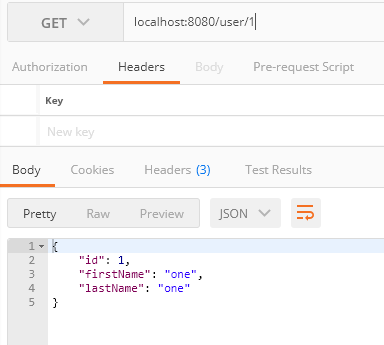 GET localhost:8080/user/1
Authorization Headers Body Pre-request Script
Key
New key
Body Cookies Headers (3) Test Results
Pretty Raw Preview JSON
1 {
2 "id": 1,
3 "firstName": "one",
4 "lastName": "one"
5 }